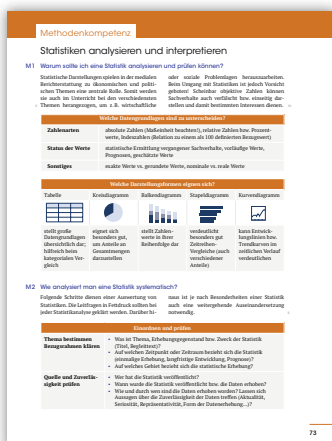 Methodenkompetenz
Statistiken analysieren und interpretieren
M1 Warum sollte ich eine Statistik analysieren und prüfen können?
Statistische Darstellungen spielen in der medialen
Berichterstattung zu ökonomischen und politi-
schen Themen eine zentrale Rolle. Somit werden
sie auch im Unterricht bei den verschiedensten
Themen herangezogen, um z.B. wirtschaftliche
oder soziale Problemlagen herauszuarbeiten.
Beim Umgang mit Statistiken ist jedoch Vorsicht
geboten! Scheinbar objektive Zahlen können
Sachverhalte auch verfälscht bzw. einseitig dar-
stellen und damit bestimmten Interessen dienen.
Welche Datengrundlagen sind zu unterscheiden?
Zahlenarten
absolute Zahlen (Maßeinheit beachten!), relative Zahlen bzw. Prozent-
werte, Indexzahlen (Relation zu einem als 100 definierten Bezugswert)
Status der Werte
statistische Ermittlung vergangener Sachverhalte, vorläufige Werte,
Prognosen, geschätzte Werte
Sonstiges
exakte Werte vs. gerundete Werte, nominale vs. reale Werte
Welche Darstellungsformen eignen sich?
Tabelle
Kreisdiagramm
Balkendiagramm
Stapeldiagramm
Kurvendiagramm
stellt große
Datengrundlagen
übersichtlich dar;
hilfreich beim
kategorialen Ver-
gleich
eignet sich
besonders gut,
um Anteile an
Gesamtmengen
darzustellen
stellt Zahlen-
werte in ihrer
Reihenfolge dar
verdeutlicht
besonders gut
Zeitreihen-
Vergleiche (auch
verschiedener
Anteile)
kann Entwick-
lungslinien bzw.
Trendkurven im
zeitlichen Verlauf
verdeutlichen
M2 Wie analysiert man eine Statistik systematisch?
Folgende Schritte dienen einer Auswertung von
Statistiken. Die Leitfragen in Fettdruck sollten bei
jeder Statistikanalyse geklärt werden. Darüber hi-
naus ist je nach Besonderheiten einer Statistik
auch eine weitergehende Auseinandersetzung
notwendig.
Einordnen und prüfen
Thema bestimmen
Bezugsrahmen klären
• Was ist Thema, Erhebungsgegenstand bzw. Zweck der Statistik
(Titel, Begleittext)?
• Auf welchen Zeitpunkt oder Zeitraum bezieht sich die Statistik
(einmalige Erhebung, langfristige Entwicklung, Prognose)?
• Auf welches Gebiet bezieht sich die statistische Erhebung?
Quelle und Zuverläs-
sigkeit prüfen
• Wer hat die Statistik veröffentlicht?
• Wann wurde die Statistik veröffentlicht bzw. die Daten erhoben?
• Wie und durch wen sind die Daten erhoben worden? Lassen sich
Aussagen über die Zuverlässigkeit der Daten treffen (Aktualität,
Seriosität, Repräsentativität, Form der Datenerhebung...)?
73